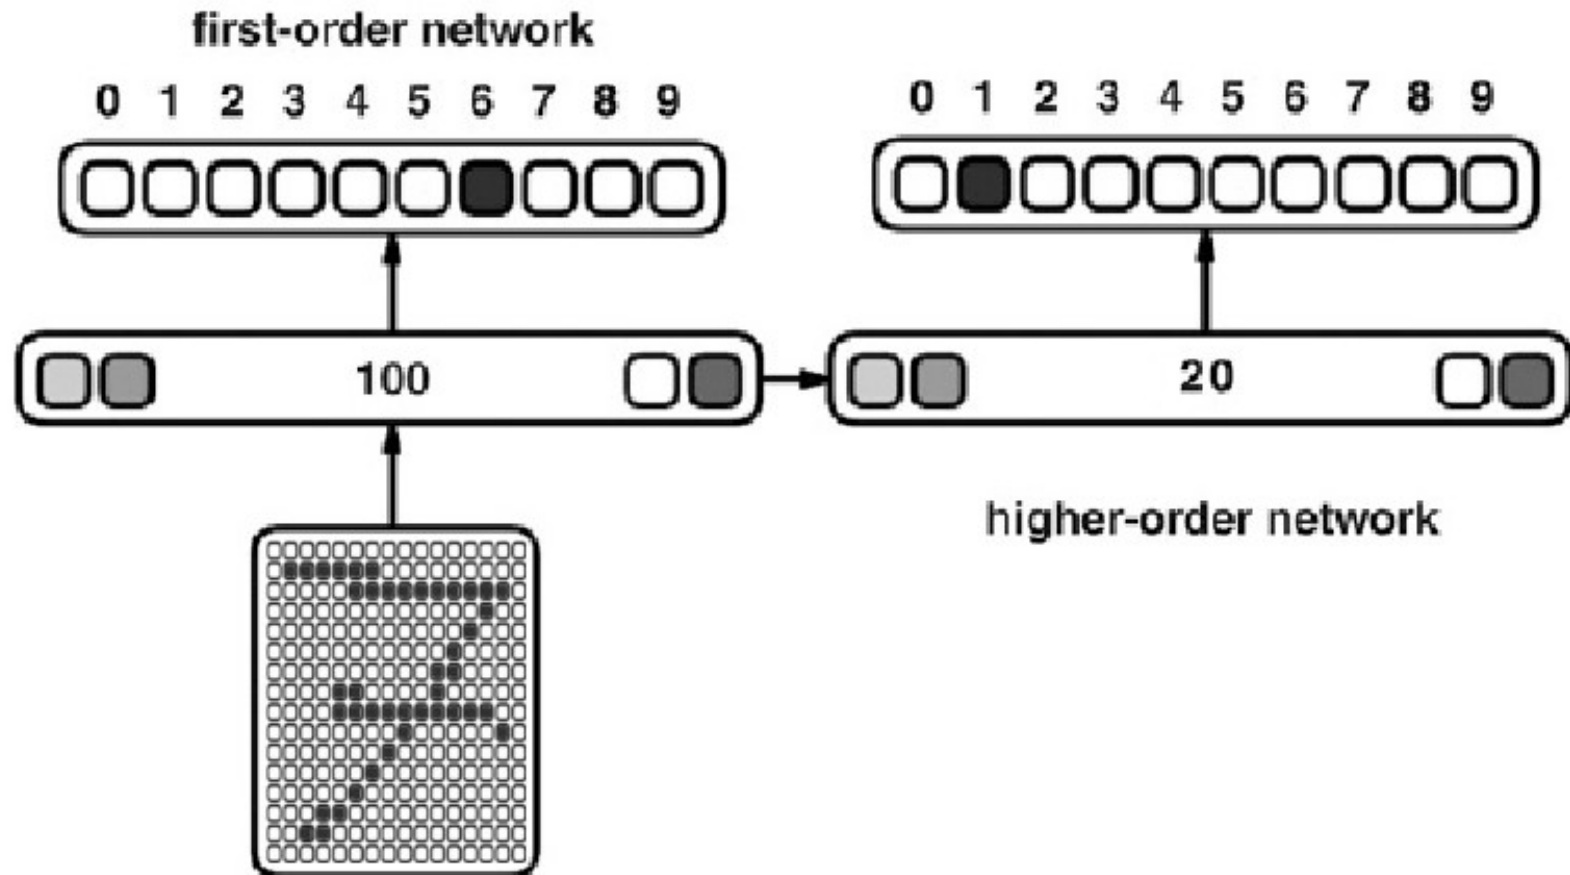 first-order network
0 1 2 3 4 5 6 7 8 9
0 1 2 3 4 5 6 7 8 9
100
20
higher-order network